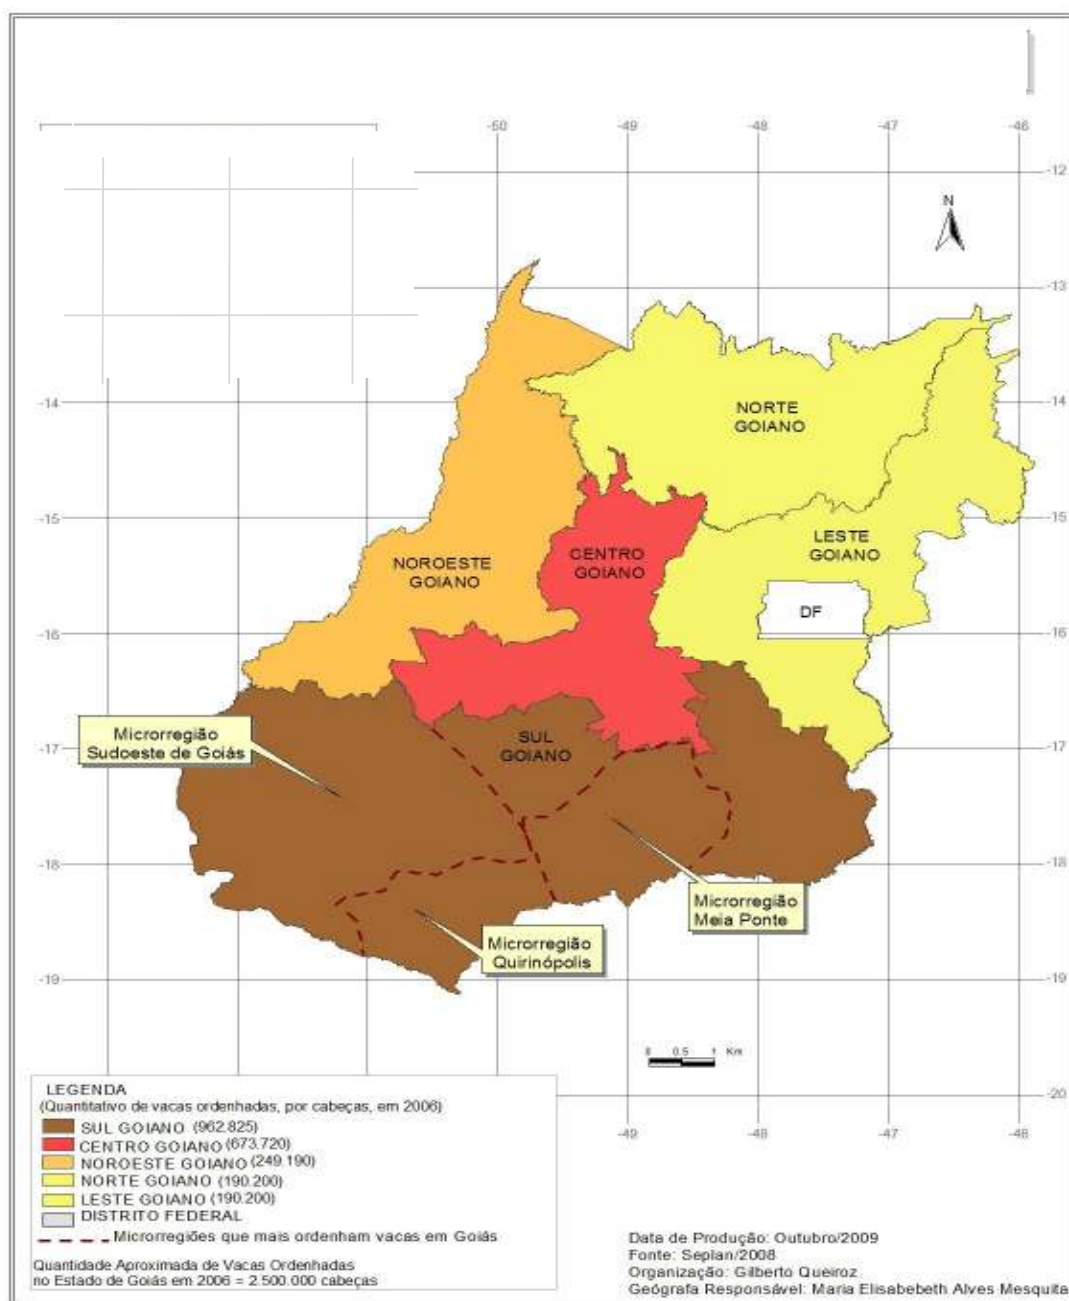 -50 -49 -48 -47 -46
-12
N
-13
-14
NORTE
GOIANO
-15
LESTE
GOIANO
CENTRO
GOIANO
NOROESTE
GOIANO
DF
-16 -16
Microrregião
Sudoeste de Goiás
SUL
GOIANO
-17 -17
-18 -18
Microrregião
Meia Ponte
Microrregião
Quirinópolis
-19 -19
0 0.5 1 Km
-20
-49 -48 -48
LEGENDA
(Quantitativo de vacas ordenhadas, por cabeças, em 2006)
SUL GOIANO (962.825)
CENTRO GOIANO (673.720)
NOROESTE GOIANO (249.190)
NORTE GOIANO (190.200)
LESTE GOIANO (190.200)
DISTRITO FEDERAL
Microrregiões que mais ordenham vacas em Goiás
Quantidade Aproximada de Vacas Ordenhadas
no Estado de Goiás em 2006 = 2.500.000 cabeças
Data de Produção: Outubro/2009
Fonte: Seplan/2008
Organização: Gilberto Queiroz
Geógrafa Responsável: Maria Elisabebeth Alves Mesquita